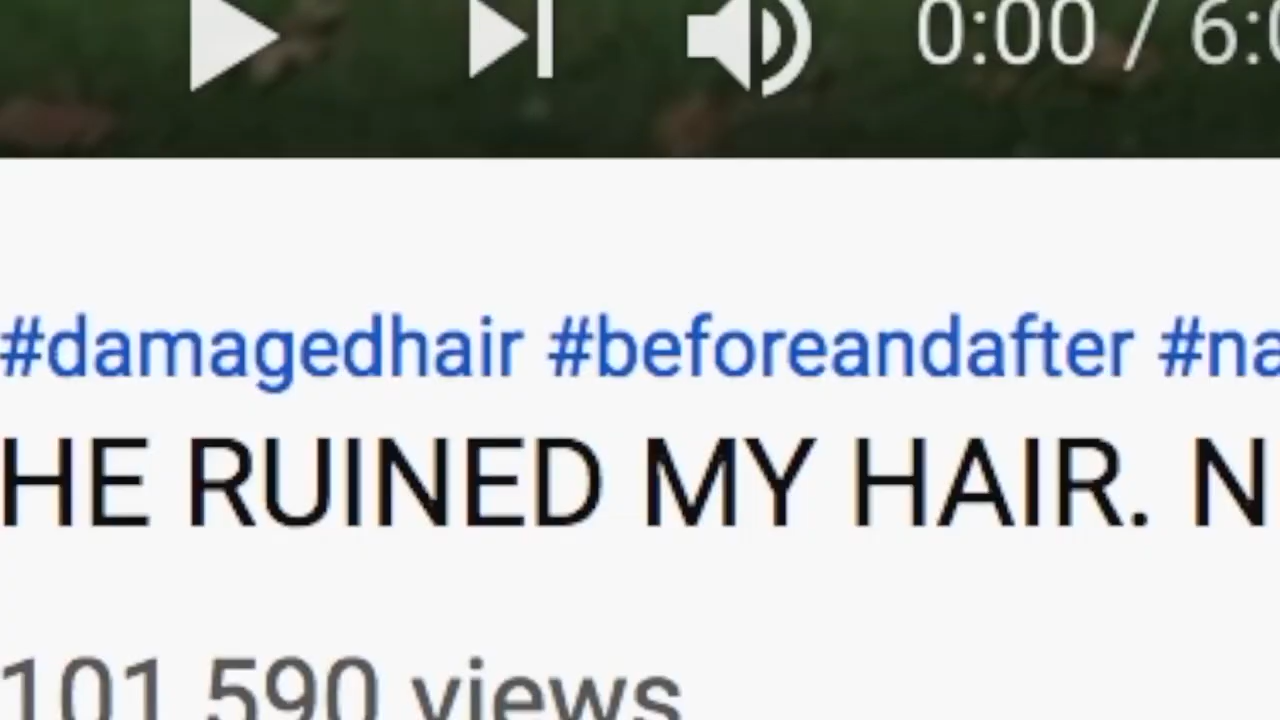 0:00 / 6:0
#damagedhair #beforeandafter #na
HE RUINED MY HAIR. N
101,590 views